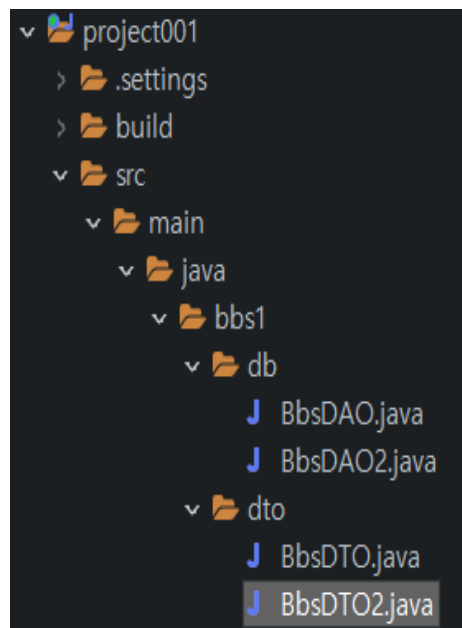 project001
.settings
build
src
main
java
bbs1
db
BbsDAO.java
BbsDAO2.java
dto
BbsDTO.java
BbsDTO2.java